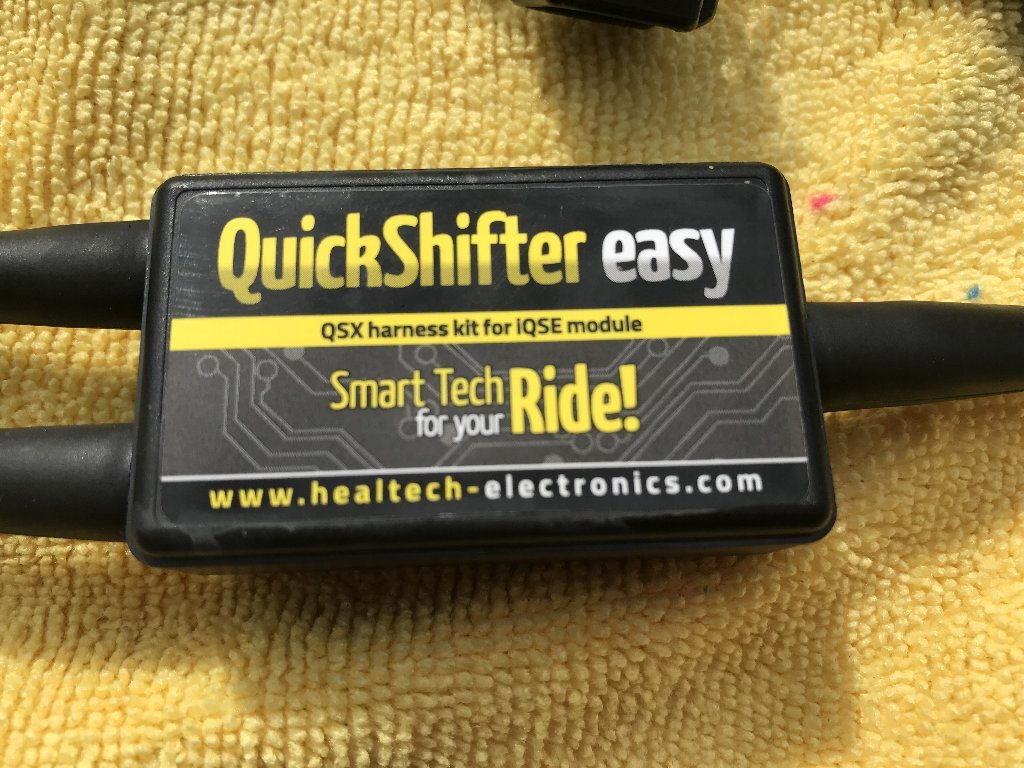 QuickShifter easy
QSX harness kit for iQSE module
Smart Tech
for your Ride!
www.healtech-electronics.com